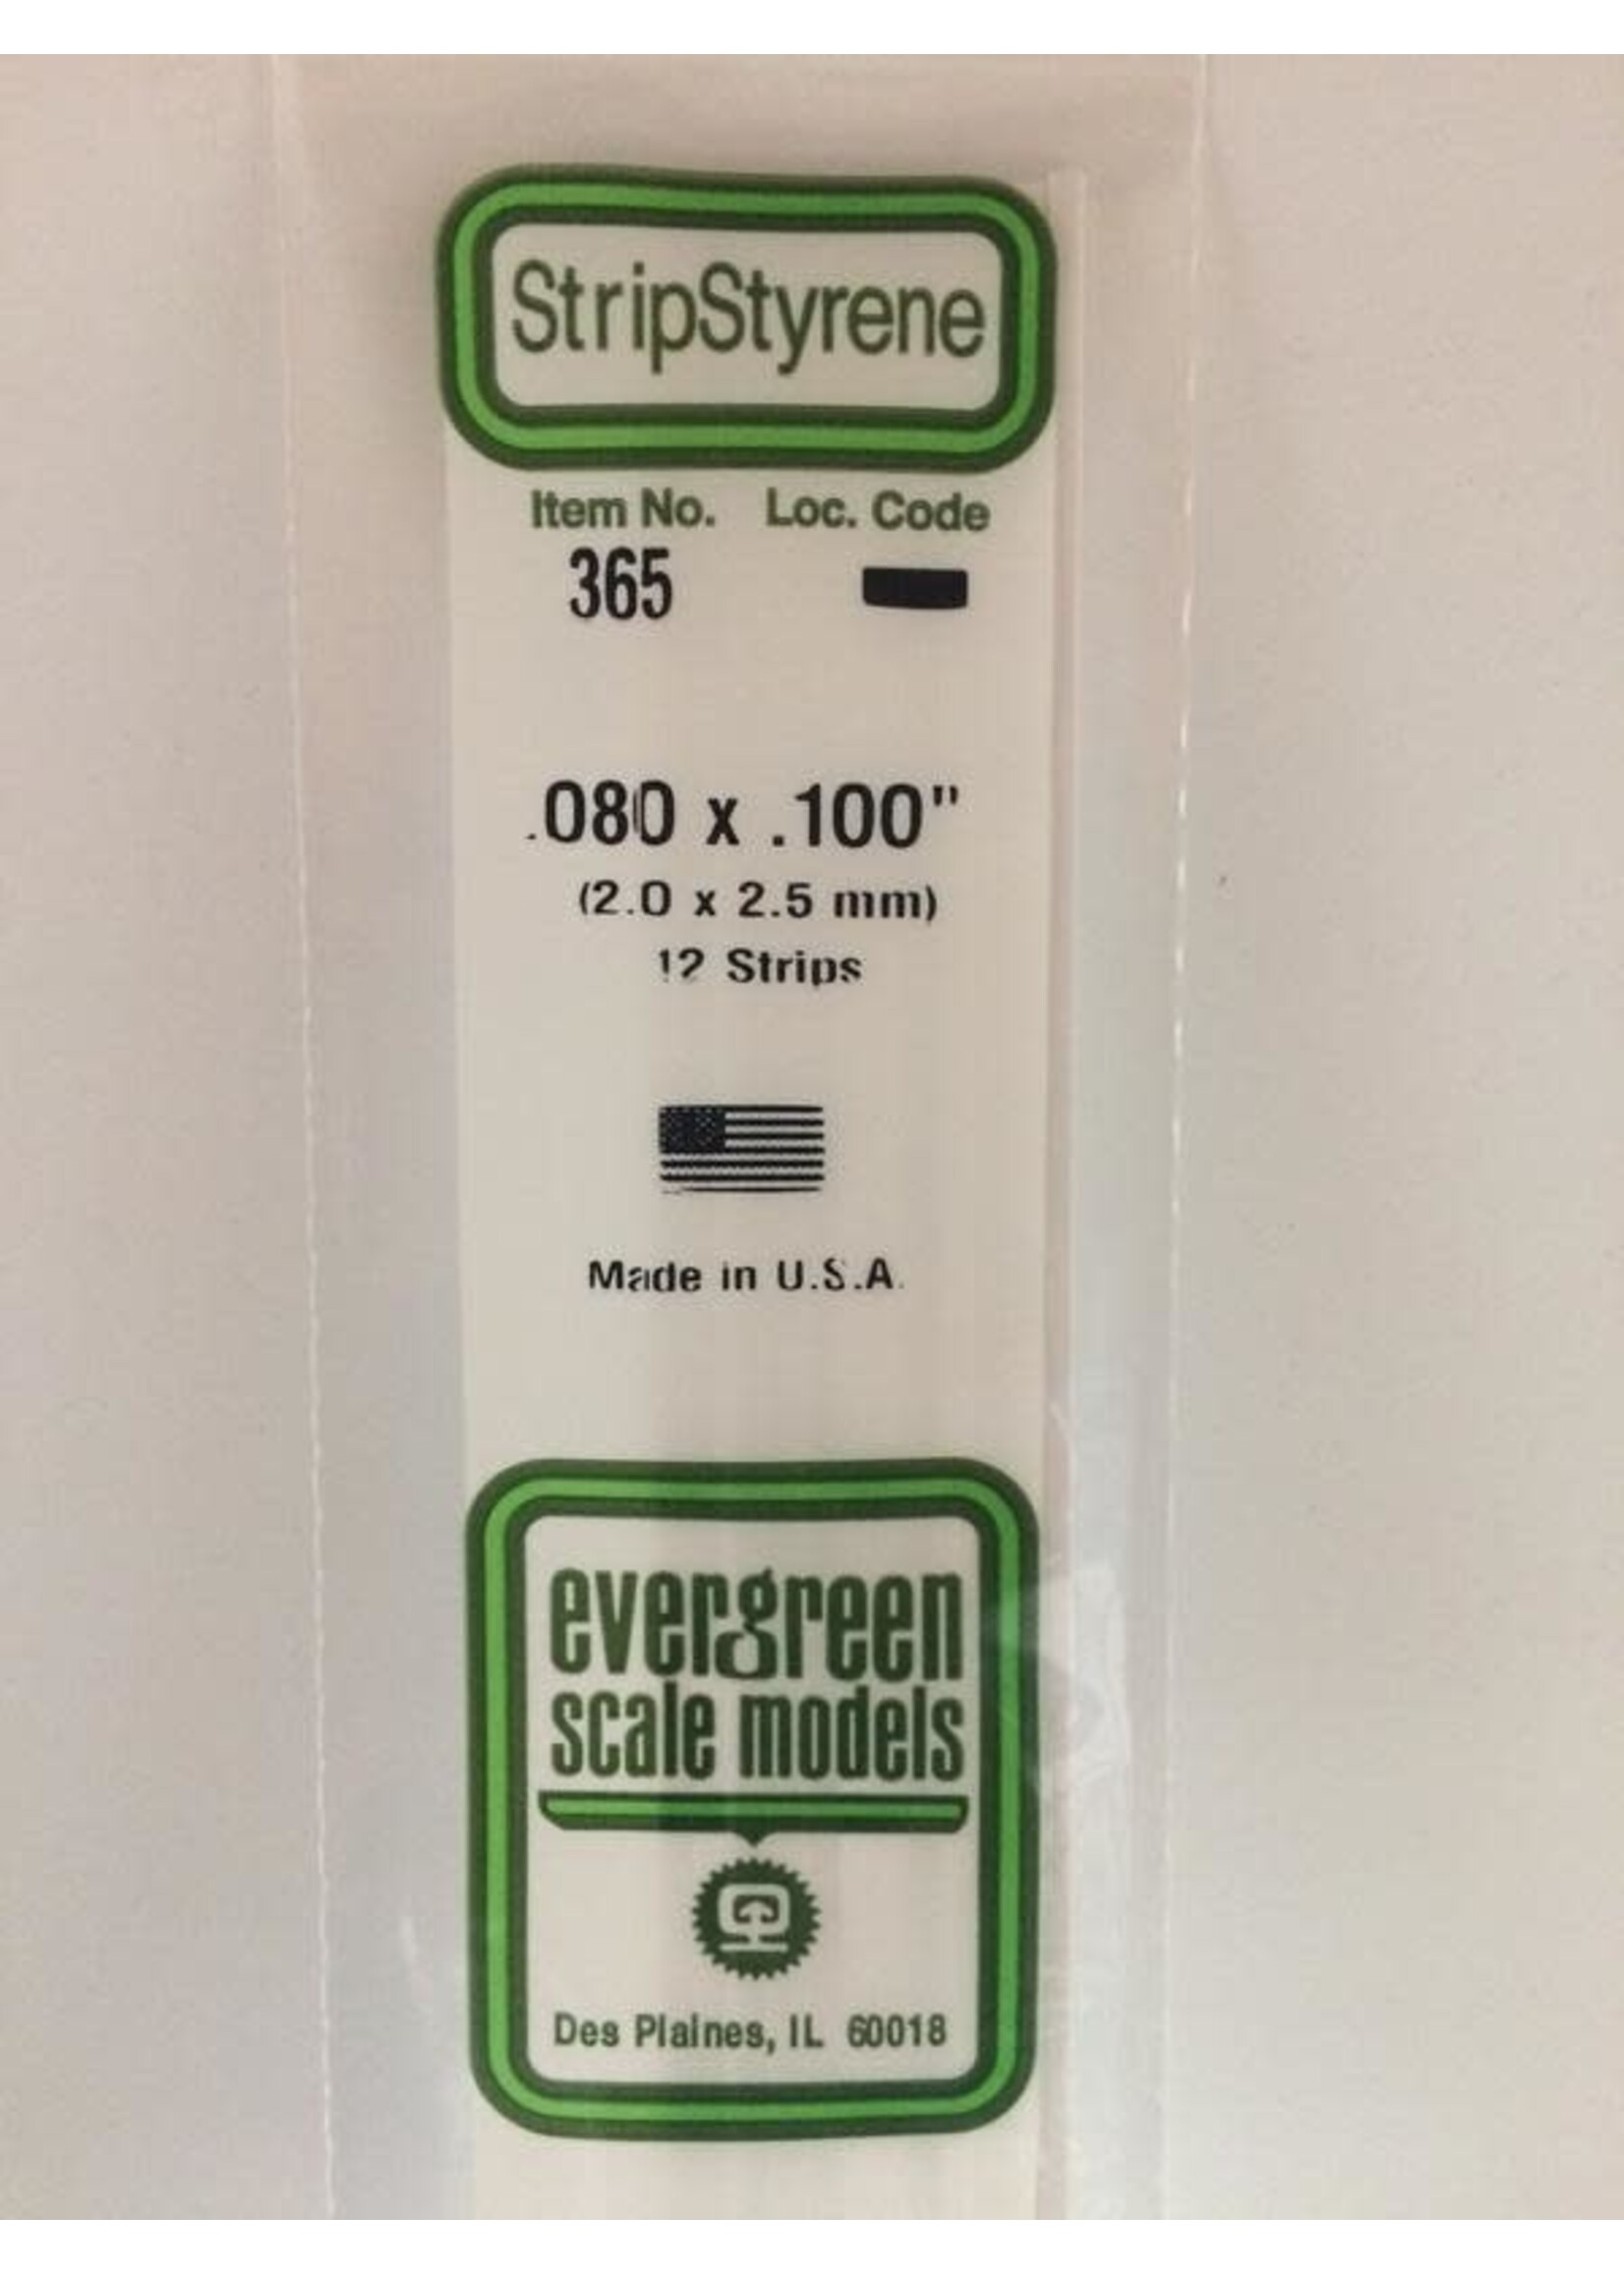 StripStyrene
Item No. Loc. Code
365
.080 x .100"
(2.0 x 2.5 mm)
12 Strips
Made in U.S.A.
evergreen
scale models
Des Plaines, IL 60018